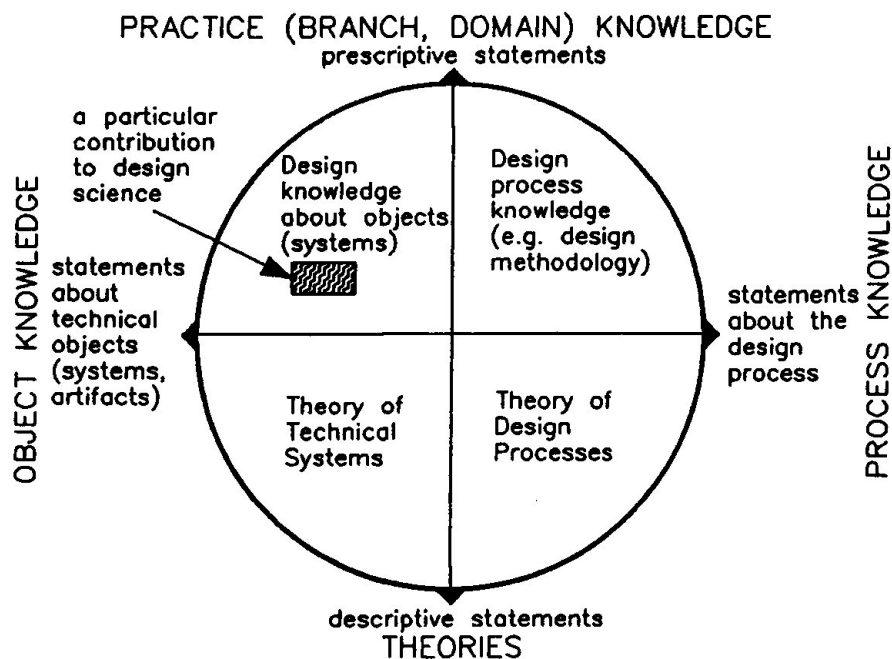 PRACTICE (BRANCH, DOMAIN) KNOWLEDGE
prescriptive statements
a particular
contribution
to design
science
Design
knowledge
about objects
(systems)
Design
process
knowledge
(e.g. design
methodology)
OBJECT KNOWLEDGE
statements
about
technical
objects
(systems,
artifacts)
statements
about the
design
process
PROCESS KNOWLEDGE
Theory of
Technical
Systems
Theory of
Design
Processes
descriptive statements
THEORIES